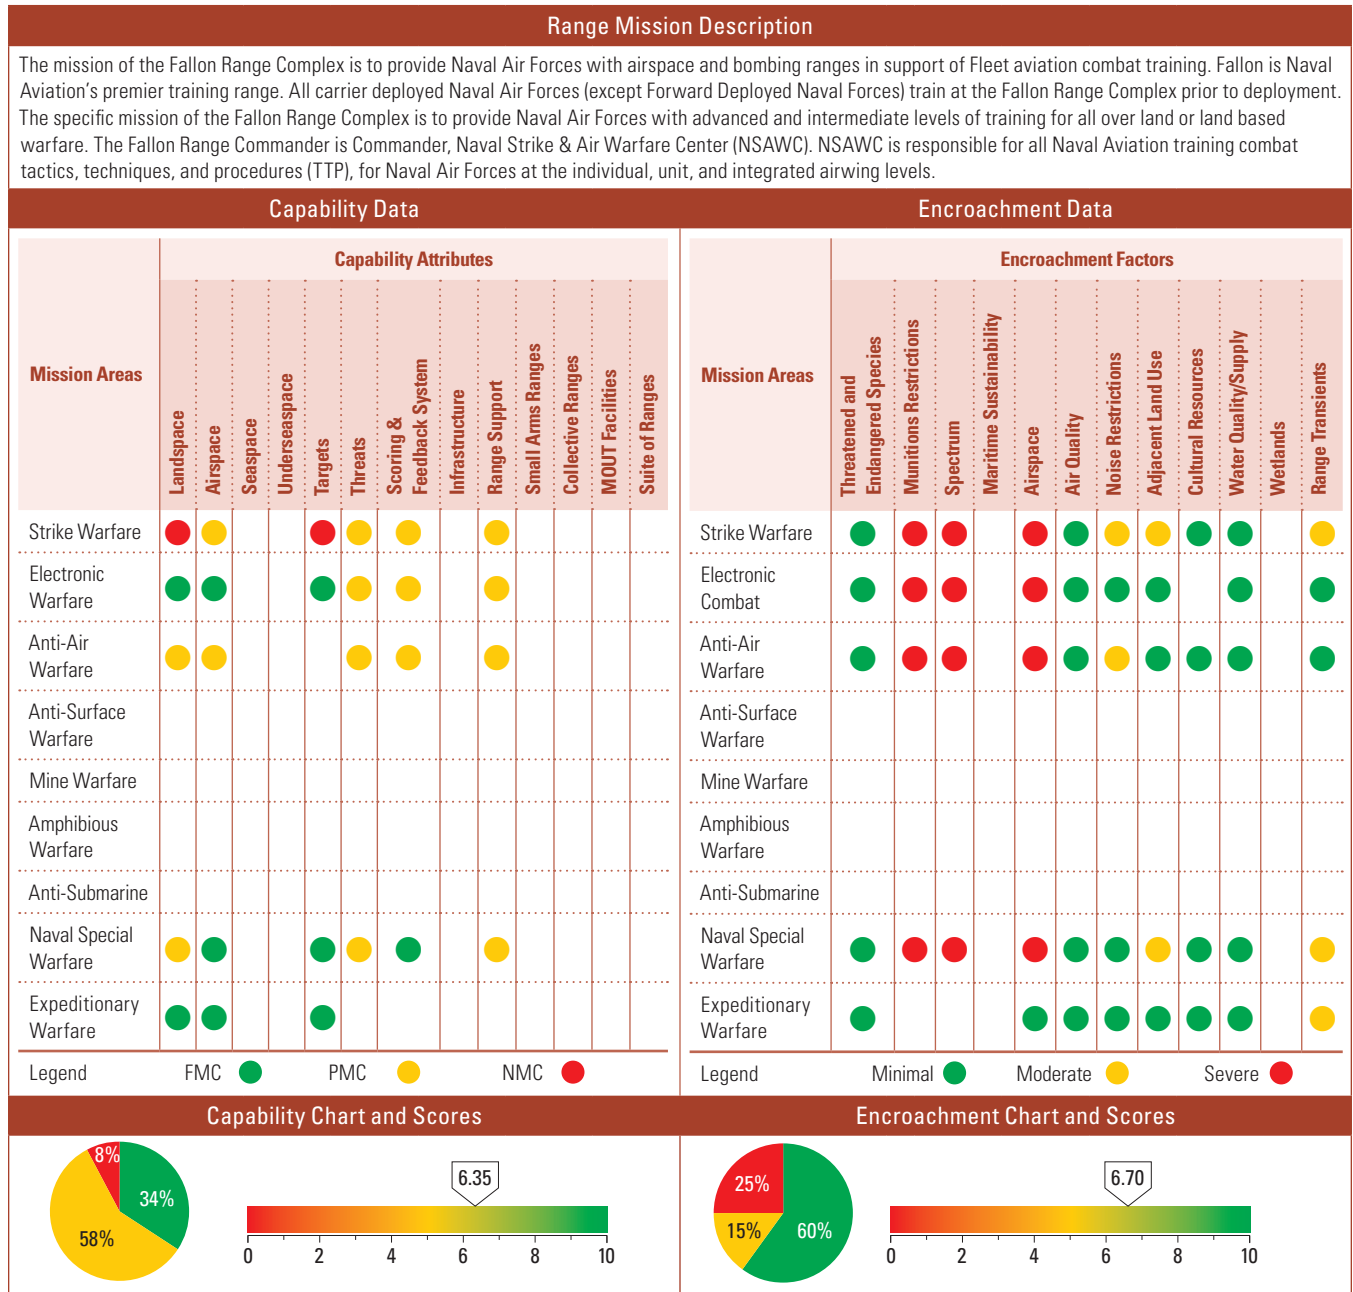 Range Mission Description
The mission of the Fallon Range Complex is to provide Naval Air Forces with airspace and bombing ranges in support of Fleet aviation combat training. Fallon is Naval
Aviation's premier training range. All carrier deployed Naval Air Forces (except Forward Deployed Naval Forces) train at the Fallon Range Complex prior to deployment.
The specific mission of the Fallon Range Complex is to provide Naval Air Forces with advanced and intermediate levels of training for all over land or land based
warfare. The Fallon Range Commander is Commander, Naval Strike & Air Warfare Center (NSAWC). NSAWC is responsible for all Naval Aviation training combat
tactics, techniques, and procedures (TTP), for Naval Air Forces at the individual, unit, and integrated airwing levels.
Capability Data
Mission Areas
Capability Attributes
Landspace
Airspace
Seaspace
Underseaspace
Targets
Threats
Scoring &
Feedback System
Infrastructure
Range Support
Small Arms Ranges
Collective Ranges
MOUT Facilities
Suite of Ranges
Strike Warfare
Electronic
Warfare
Anti-Air
Warfare
Anti-Surface
Warfare
Mine Warfare
Amphibious
Warfare
Anti-Submarine
Naval Special
Warfare
Expeditionary
Warfare
Legend FMC PMC NMC
Encroachment Data
Mission Areas
Encroachment Factors
Threatened and
Endangered Species
Munitions Restrictions
Spectrum
Maritime Sustainability
Airspace
Air Quality
Noise Restrictions
Adjacent Land Use
Cultural Resources
Water Quality/Supply
Wetlands
Range Transients
Strike Warfare
Electronic
Combat
Anti-Air
Warfare
Anti-Surface
Warfare
Mine Warfare
Amphibious
Warfare
Anti-Submarine
Naval Special
Warfare
Expeditionary
Warfare
Legend Minimal Moderate Severe
Capability Chart and Scores
8%
34%
58%
6.35
0 2 4 6 8 10
Encroachment Chart and Scores
25%
15%
60%
6.70
0 2 4 6 8 10